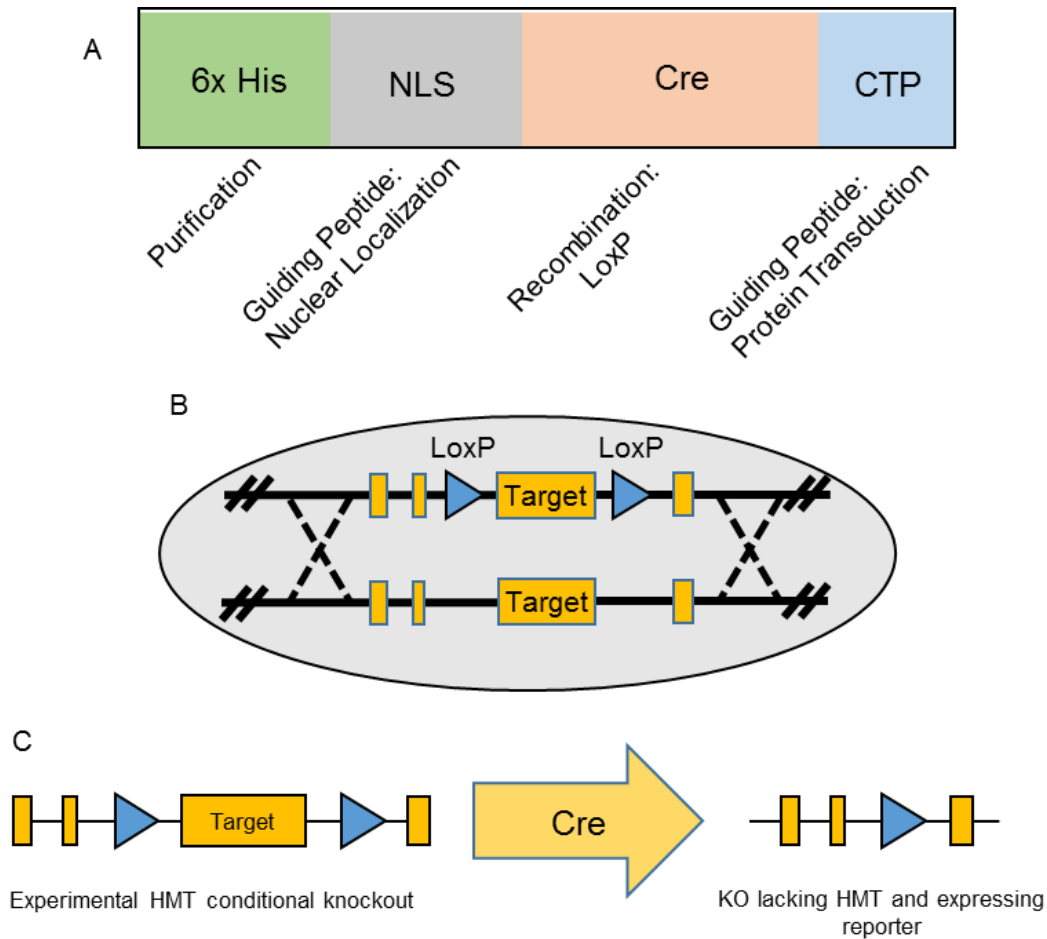 A
6x His
NLS
Cre
CTP
Purification
Guiding Peptide:
Nuclear Localization
Recombination:
LoxP
Guiding Peptide:
Protein Transduction
B
LoxP
LoxP
Target
Target
C
Target
Cre
Experimental HMT conditional knockout
KO lacking HMT and expressing
reporter